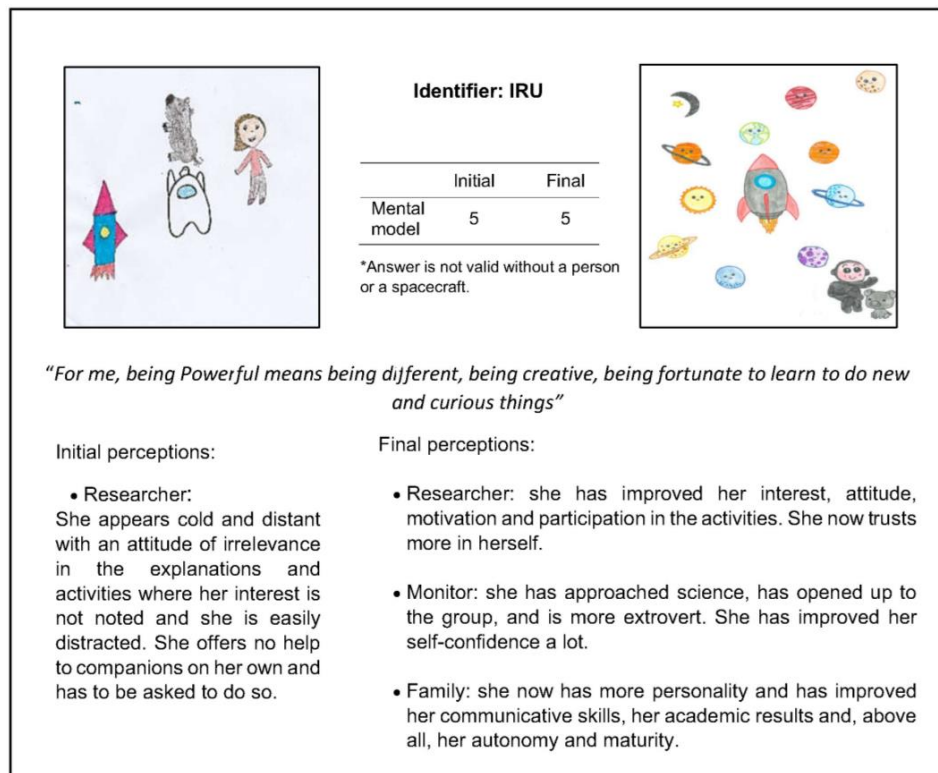 Identifier: IRU
Initial Final
Mental model 5 5
*Answer is not valid without a person
or a spacecraft.
“For me, being Powerful means being different, being creative, being fortunate to learn to do new
and curious things”
Initial perceptions:
• Researcher:
She appears cold and distant
with an attitude of irrelevance
in the explanations and
activities where her interest is
not noted and she is easily
distracted. She offers no help
to companions on her own and
has to be asked to do so.
Final perceptions:
• Researcher: she has improved her interest, attitude,
motivation and participation in the activities. She now trusts
more in herself.
• Monitor: she has approached science, has opened up to
the group, and is more extrovert. She has improved her
self-confidence a lot.
• Family: she now has more personality and has improved
her communicative skills, her academic results and, above
all, her autonomy and maturity.